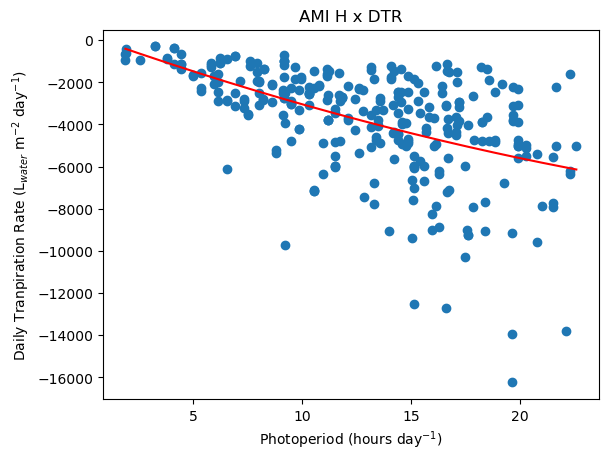 AMI H x DTR
Daily Tranpiration Rate (L_water m⁻² day⁻¹)
0
−2000
−4000
−6000
−8000
−10000
−12000
−14000
−16000
5 10 15 20
Photoperiod (hours day⁻¹)